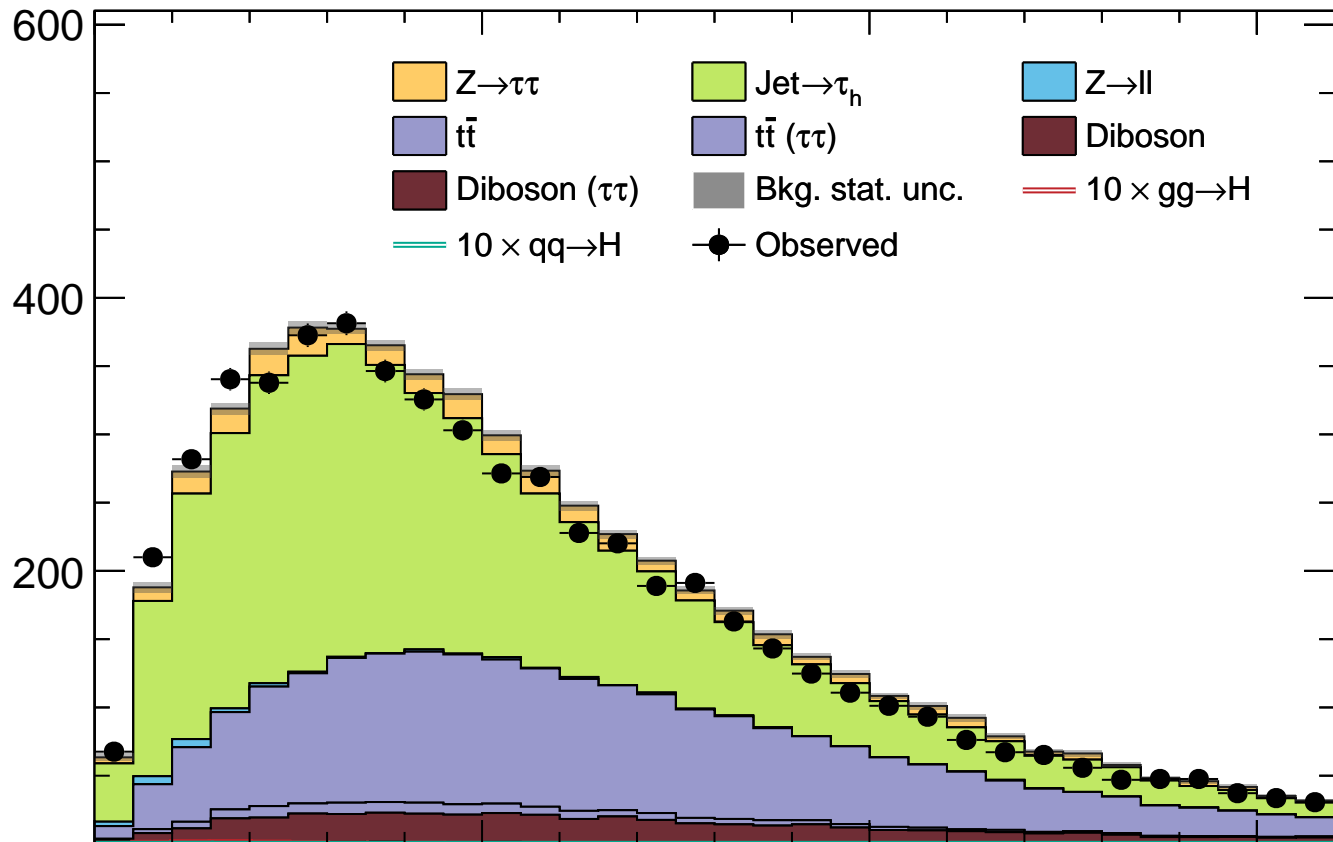 600
Z→ττ Jet→τh Z→ll
tt̄ tt̄ (ττ) Diboson
Diboson (ττ) Bkg. stat. unc. 10 × gg→H
10 × qq→H Observed
400
200